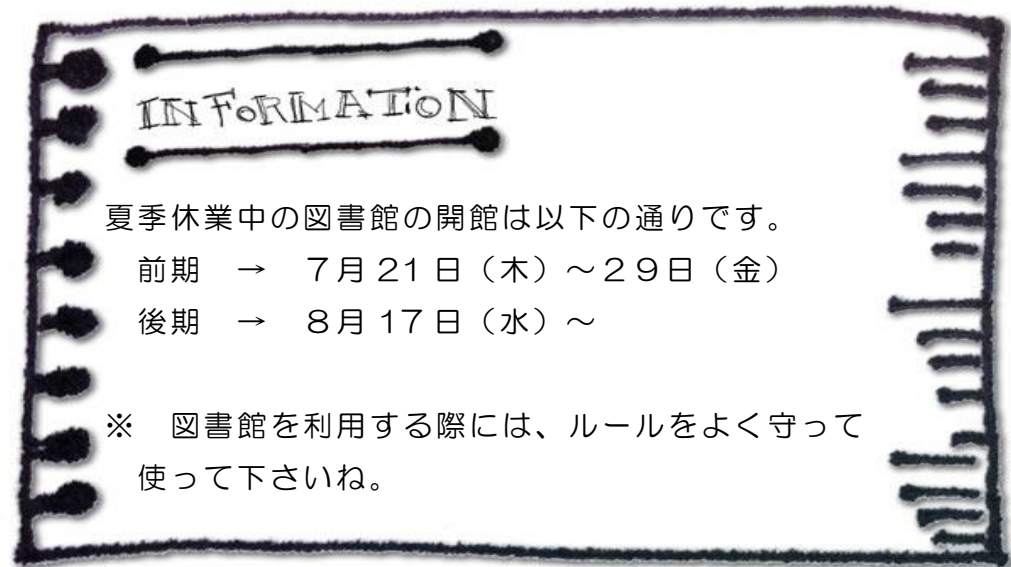 INFoRMATioN
夏季休業中の図書館の開館は以下の通りです。
前期 → 7月21日（木）～２９日（金）
後期 → ８月17日（水）～
※ 図書館を利用する際には、ルールをよく守って
使って下さいね。